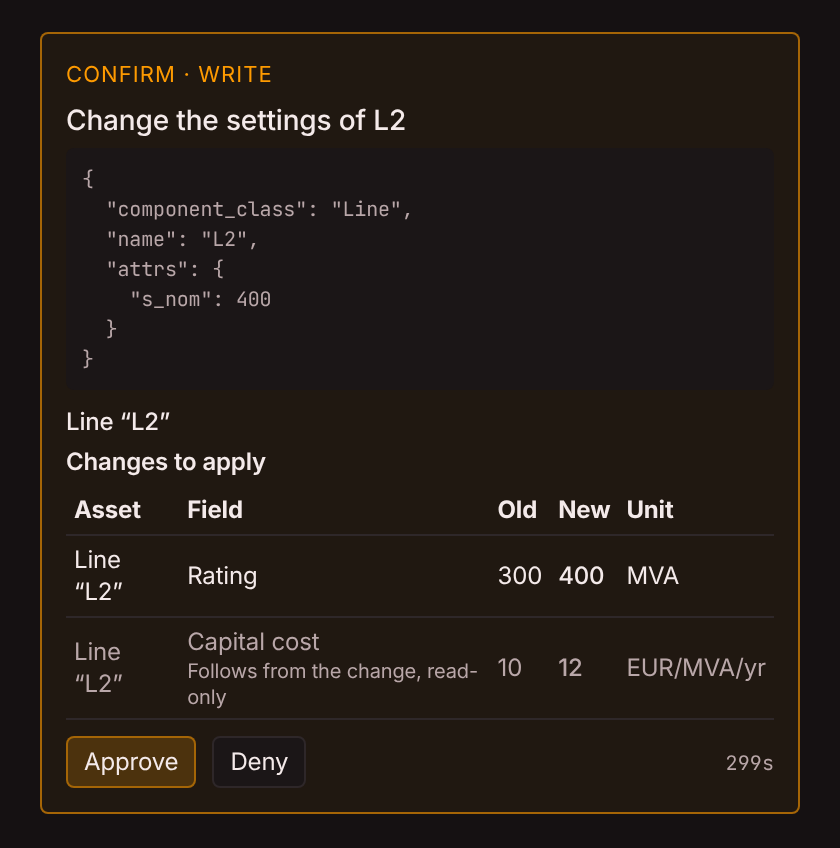 CONFIRM · WRITE
Change the settings of L2
{
  "component_class": "Line",
  "name": "L2",
  "attrs": {
    "s_nom": 400
  }
}
Line “L2”
Changes to apply
Asset Field Old New Unit
Line “L2” Rating 300 400 MVA
Line “L2” Capital cost 10 12 EUR/MVA/yr
Follows from the change, read-
only
Approve Deny 299s